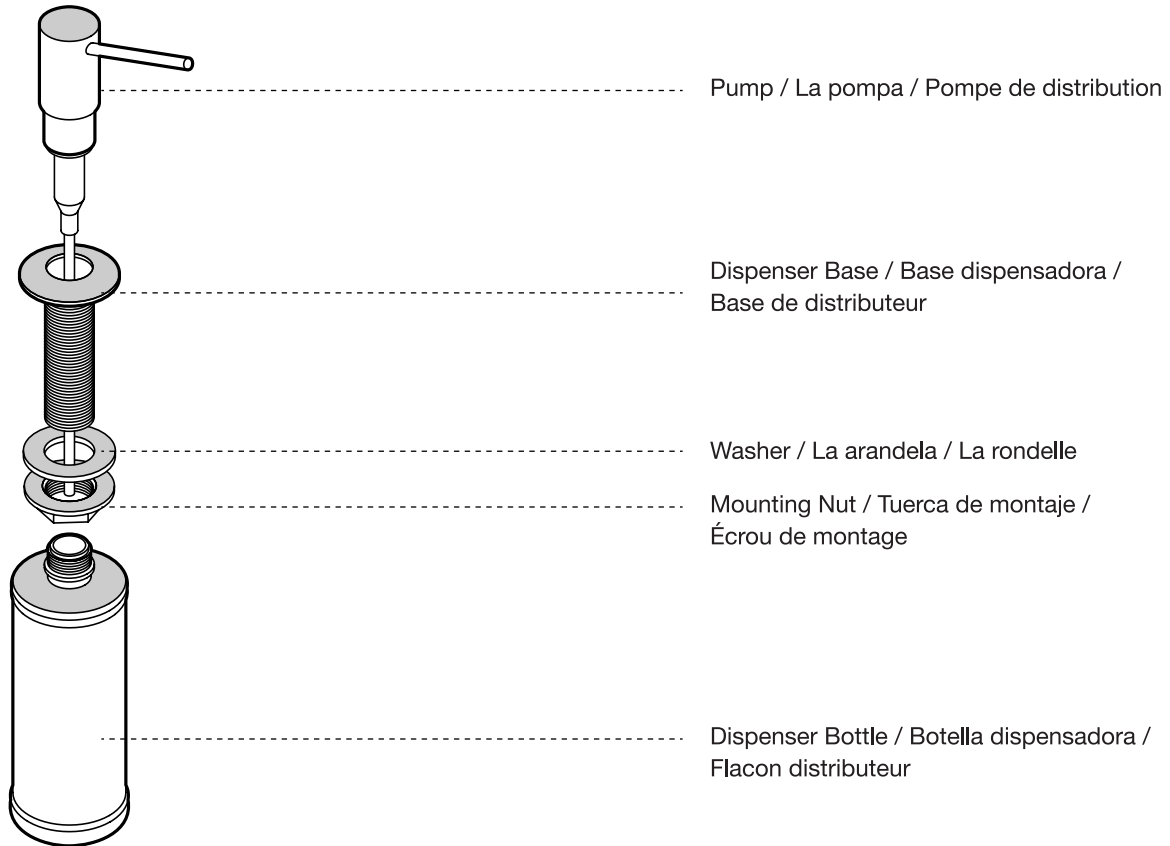 Pump / La pompa / Pompe de distribution
Dispenser Base / Base dispensadora /
Base de distributeur
Washer / La arandela / La rondelle
Mounting Nut / Tuerca de montaje /
Écrou de montage
Dispenser Bottle / Botella dispensadora /
Flacon distributeur